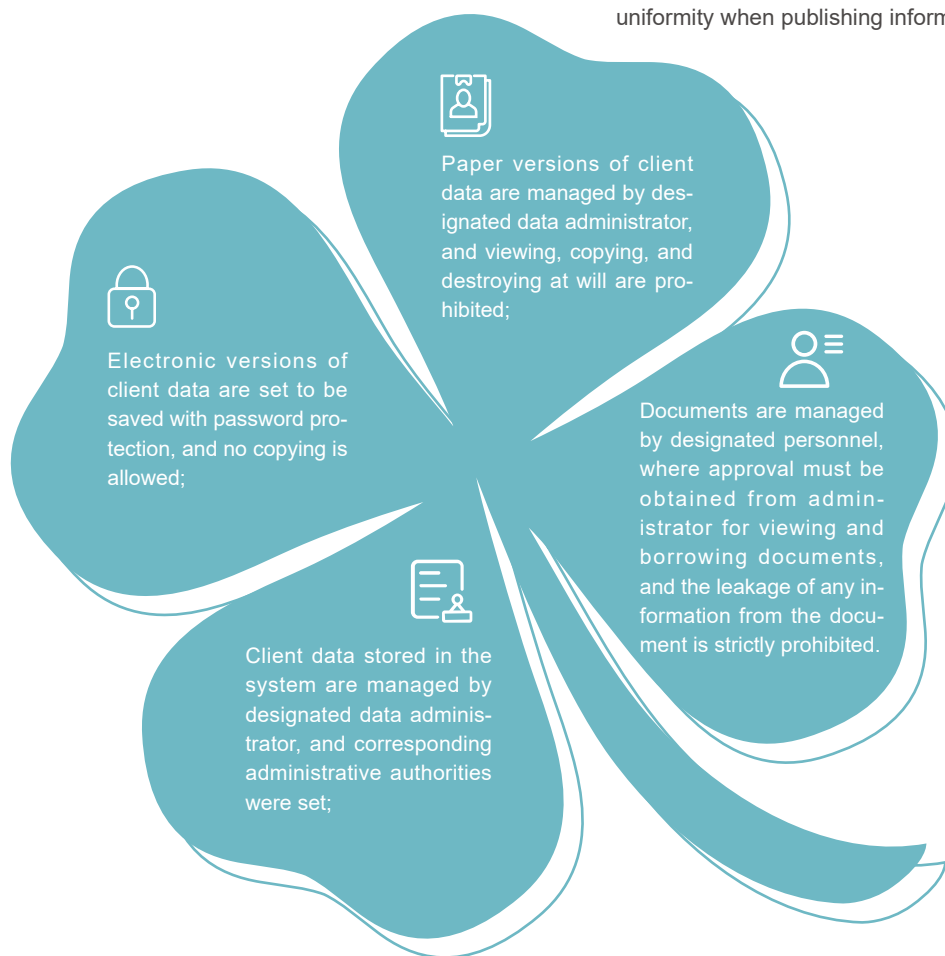 uniformity when publishing inform
Paper versions of client
data are managed by des-
ignated data administrator,
and viewing, copying, and
destroying at will are pro-
hibited;
Electronic versions of
client data are set to be
saved with password pro-
tection, and no copying is
allowed;
Documents are managed
by designated personnel,
where approval must be
obtained from admin-
istrator for viewing and
borrowing documents,
and the leakage of any in-
formation from the docu-
ment is strictly prohibited.
Client data stored in the
system are managed by
designated data adminis-
trator, and corresponding
administrative authorities
were set;